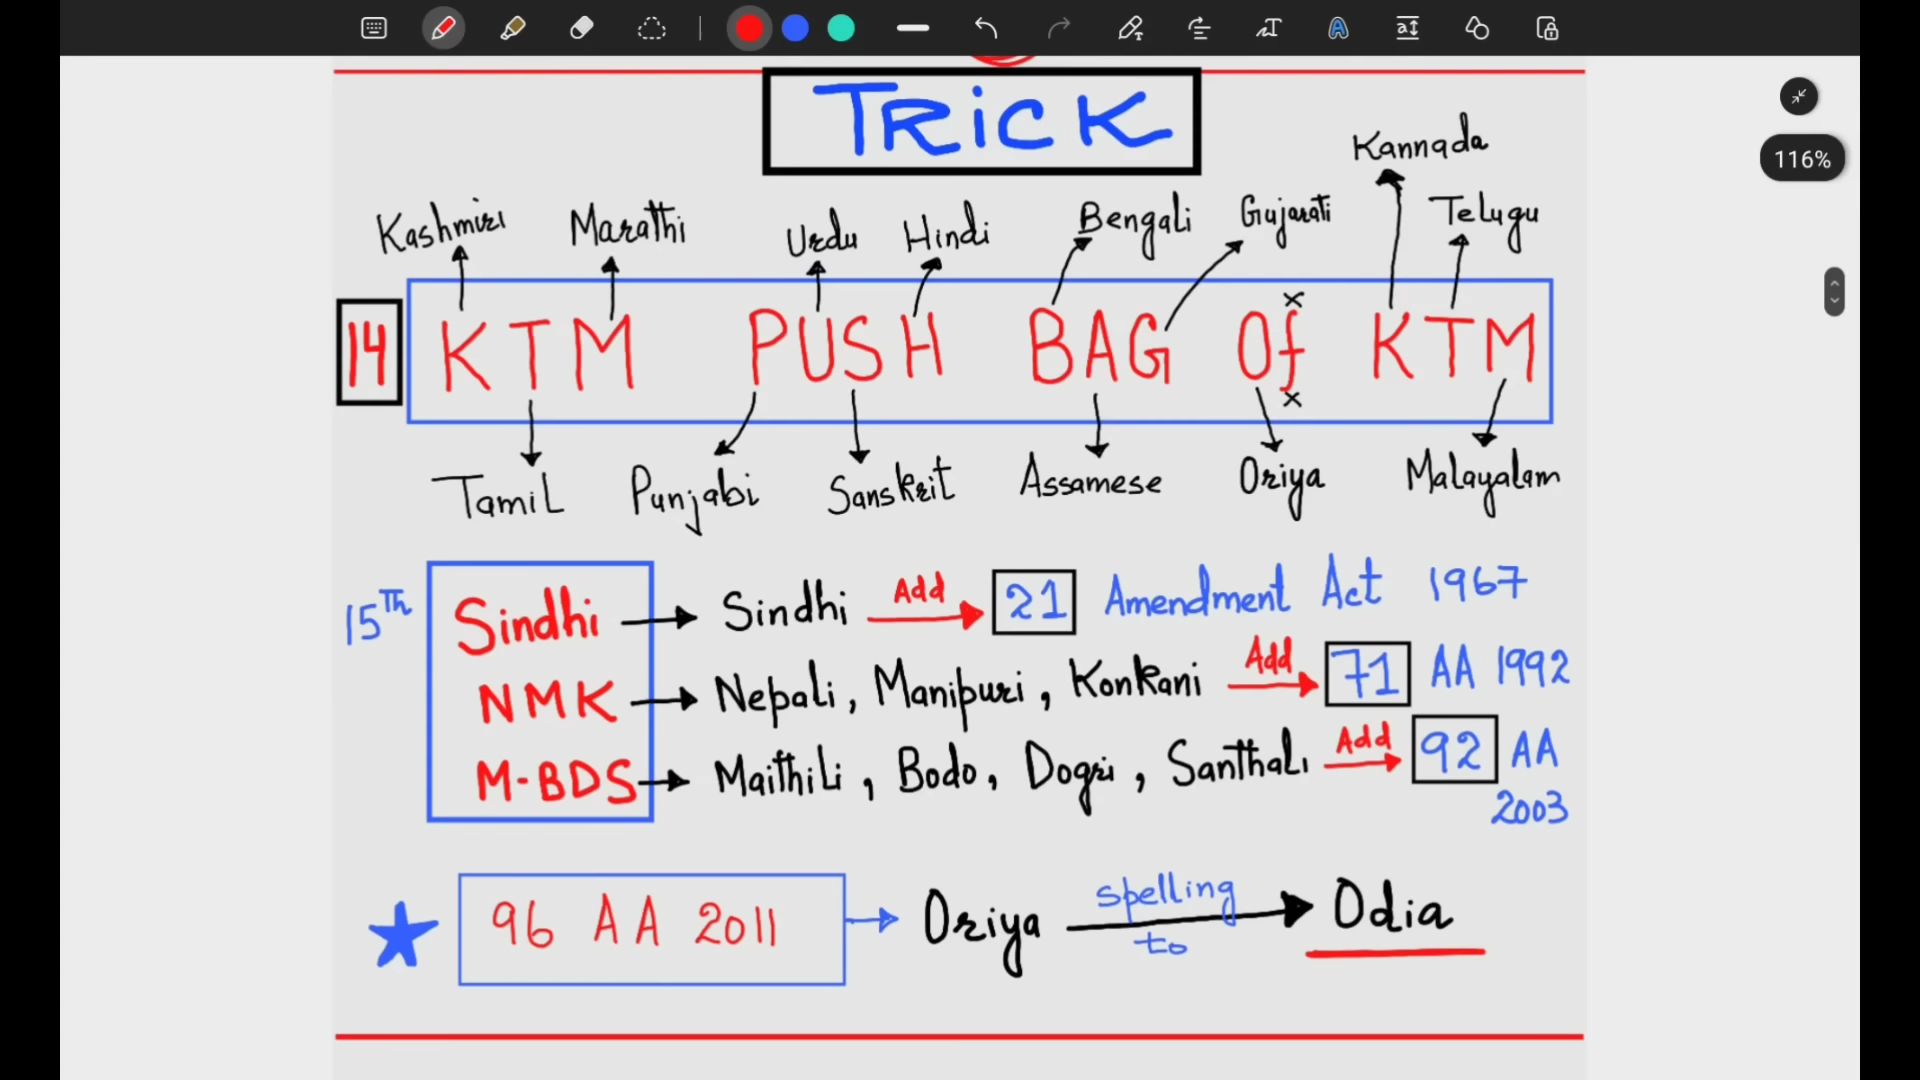 116%
TRiCK
Kannada
Kashmiri Marathi Urdu Hindi Bengali Gujarati Telugu
14 KTM PUSH BAG Of KTM
x
x
Tamil Punjabi Sanskrit Assamese Oriya Malayalam
15Th Sindhi → Sindhi Add 21 Amendment Act 1967
NMK → Nepali, Manipuri, Konkani Add 71 AA 1992
M-BDS → Maithili, Bodo, Dogri, Santhali Add 92 AA
2003
96 AA 2011 → Oriya spelling to Odia